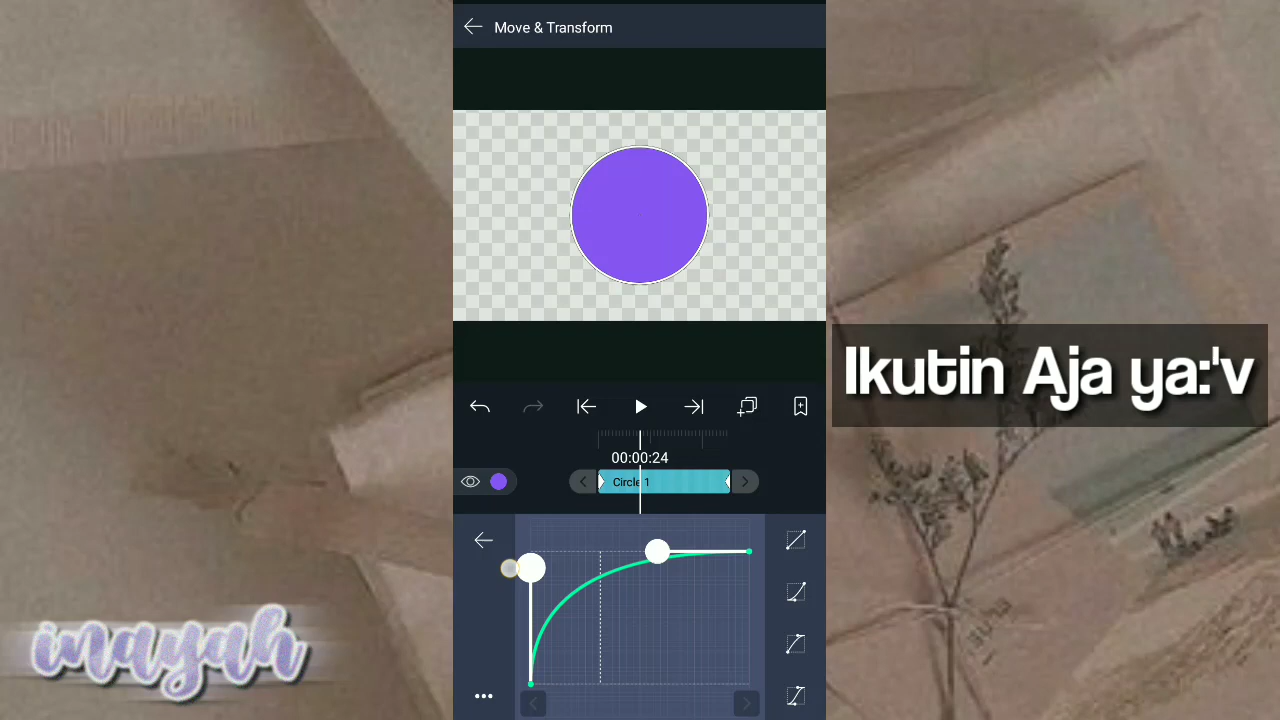 Move & Transform
Ikutin Aja ya:'v
00:00:24
Circle 1
inayah